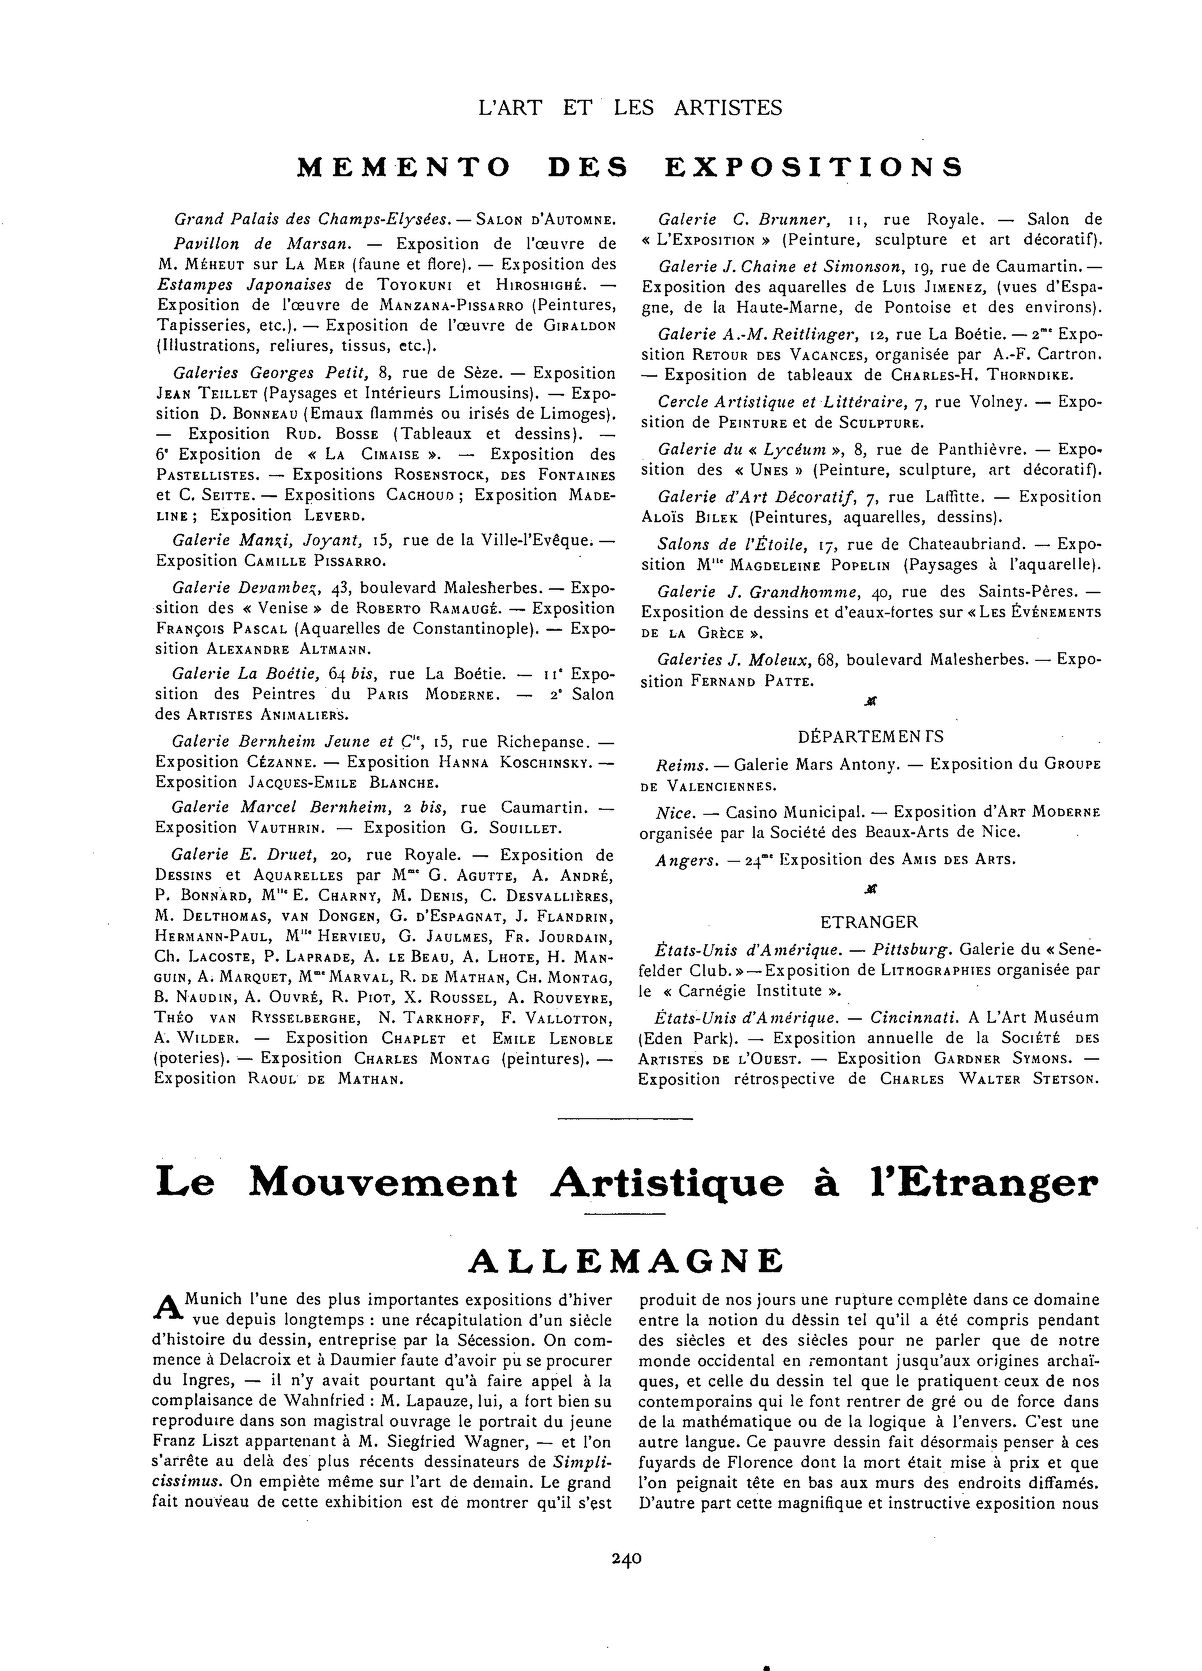 L'ART ET LES ARTISTES
MEMENTO DES EXPOSITIONS
Grand Palais des Champs-Elysées. — SALON D'AUTOMNE.
Pavillon de Marsan. — Exposition de l'œuvre de
M. MÉHEUT sur LA MER (faune et flore). — Exposition des
Estampes Japonaises de TOYOKUNI et HIROSHIGHÉ. —
Exposition de l'œuvre de MANZANA-PISSARRO (Peintures,
Tapisseries, etc.). — Exposition de l'œuvre de GIRALDON
(Illustrations, reliures, tissus, etc.).
Galeries Georges Petit, 8, rue de Sèze. — Exposition
JEAN TEILLET (Paysages et Intérieurs Limousins). — Expo-
sition D. BONNEAU (Emaux flammés ou irisés de Limoges).
— Exposition RUD. BOSSE (Tableaux et dessins). —
6e Exposition de « LA CIMAISE ». — Exposition des
PASTELLISTES. — Expositions ROSENSTOCK, DES FONTAINES
et C. SEITTE. — Expositions CACHOUD ; Exposition MADE-
LINE ; Exposition LEVERD.
Galerie Manzi, Joyant, 15, rue de la Ville-l'Evêque. —
Exposition CAMILLE PISSARRO.
Galerie Devambez, 43, boulevard Malesherbes. — Expo-
sition des « Venise » de ROBERTO RAMAUGÉ. — Exposition
FRANÇOIS PASCAL (Aquarelles de Constantinople). — Expo-
sition ALEXANDRE ALTMANN.
Galerie La Boétie, 64 bis, rue La Boétie. — 11e Expo-
sition des Peintres du PARIS MODERNE. — 2e Salon
des ARTISTES ANIMALIERS.
Galerie Bernheim Jeune et Cie, 15, rue Richepanse. —
Exposition CÉZANNE. — Exposition HANNA KOSCHINSKY. —
Exposition JACQUES-EMILE BLANCHE.
Galerie Marcel Bernheim, 2 bis, rue Caumartin. —
Exposition VAUTHRIN. — Exposition G. SOUILLET.
Galerie E. Druet, 20, rue Royale. — Exposition de
DESSINS et AQUARELLES par Mme G. AGUTTE, A. ANDRÉ,
P. BONNARD, Mlle E. CHARNY, M. DENIS, C. DESVALLIÈRES,
M. DELTHOMAS, VAN DONGEN, G. D'ESPAGNAT, J. FLANDRIN,
HERMANN-PAUL, Mlle HERVIEU, G. JAULMES, FR. JOURDAIN,
Ch. LACOSTE, P. LAPRADE, A. LE BEAU, A. LHOTE, H. MAN-
GUIN, A. MARQUET, Mme MARVAL, R. DE MATHAN, CH. MONTAG,
B. NAUDIN, A. OUVRÉ, R. PIOT, X. ROUSSEL, A. ROUVEYRE,
THÉO VAN RYSSELBERGHE, N. TARKHOFF, F. VALLOTTON,
A. WILDER. — Exposition CHAPLET et EMILE LENOBLE
(poteries). — Exposition CHARLES MONTAG (peintures). —
Exposition RAOUL DE MATHAN.
Galerie C. Brunner, 11, rue Royale. — Salon de
« L'EXPOSITION » (Peinture, sculpture et art décoratif).
Galerie J. Chaine et Simonson, 19, rue de Caumartin. —
Exposition des aquarelles de LUIS JIMENEZ, (vues d'Espa-
gne, de la Haute-Marne, de Pontoise et des environs).
Galerie A.-M. Reitlinger, 12, rue La Boétie. — 2me Expo-
sition RETOUR DES VACANCES, organisée par A.-F. Cartron.
— Exposition de tableaux de CHARLES-H. THORNDIKE.
Cercle Artistique et Littéraire, 7, rue Volney. — Expo-
sition de PEINTURE et de SCULPTURE.
Galerie du « Lycéum », 8, rue de Panthièvre. — Expo-
sition des « UNES » (Peinture, sculpture, art décoratif).
Galerie d'Art Décoratif, 7, rue Laffitte. — Exposition
ALOÏS BILEK (Peintures, aquarelles, dessins).
Salons de l'Étoile, 17, rue de Chateaubriand. — Expo-
sition Mlle MAGDELEINE POPELIN (Paysages à l'aquarelle).
Galerie J. Grandhomme, 40, rue des Saints-Pères. —
Exposition de dessins et d'eaux-fortes sur « LES ÉVÉNEMENTS
DE LA GRÈCE ».
Galeries J. Moleux, 68, boulevard Malesherbes. — Expo-
sition FERNAND PATTE.
DÉPARTEMENTS
Reims. — Galerie Mars Antony. — Exposition du GROUPE
DE VALENCIENNES.
Nice. — Casino Municipal. — Exposition d'ART MODERNE
organisée par la Société des Beaux-Arts de Nice.
Angers. — 24me Exposition des AMIS DES ARTS.
ETRANGER
États-Unis d'Amérique. — Pittsburg. Galerie du « Sene-
felder Club. » — Exposition de LITHOGRAPHIES organisée par
le « Carnégie Institute ».
États-Unis d'Amérique. — Cincinnati. A L'Art Muséum
(Eden Park). — Exposition annuelle de la SOCIÉTÉ DES
ARTISTES DE L'OUEST. — Exposition GARDNER SYMONS. —
Exposition rétrospective de CHARLES WALTER STETSON.
Le Mouvement Artistique à l'Etranger
ALLEMAGNE
A Munich l'une des plus importantes expositions d'hiver
vue depuis longtemps : une récapitulation d'un siècle
d'histoire du dessin, entreprise par la Sécession. On com-
mence à Delacroix et à Daumier faute d'avoir pu se procurer
du Ingres, — il n'y avait pourtant qu'à faire appel à la
complaisance de Wahnfried : M. Lapauze, lui, a fort bien su
reproduire dans son magistral ouvrage le portrait du jeune
Franz Liszt appartenant à M. Siegfried Wagner, — et l'on
s'arrête au delà des plus récents dessinateurs de Simpli-
cissimus. On empiète même sur l'art de demain. Le grand
fait nouveau de cette exhibition est de montrer qu'il s'est
produit de nos jours une rupture complète dans ce domaine
entre la notion du dessin tel qu'il a été compris pendant
des siècles et des siècles pour ne parler que de notre
monde occidental en remontant jusqu'aux origines archaï-
ques, et celle du dessin tel que le pratiquent ceux de nos
contemporains qui le font rentrer de gré ou de force dans
de la mathématique ou de la logique à l'envers. C'est une
autre langue. Ce pauvre dessin fait désormais penser à ces
fuyards de Florence dont la mort était mise à prix et que
l'on peignait tête en bas aux murs des endroits diffamés.
D'autre part cette magnifique et instructive exposition nous
240